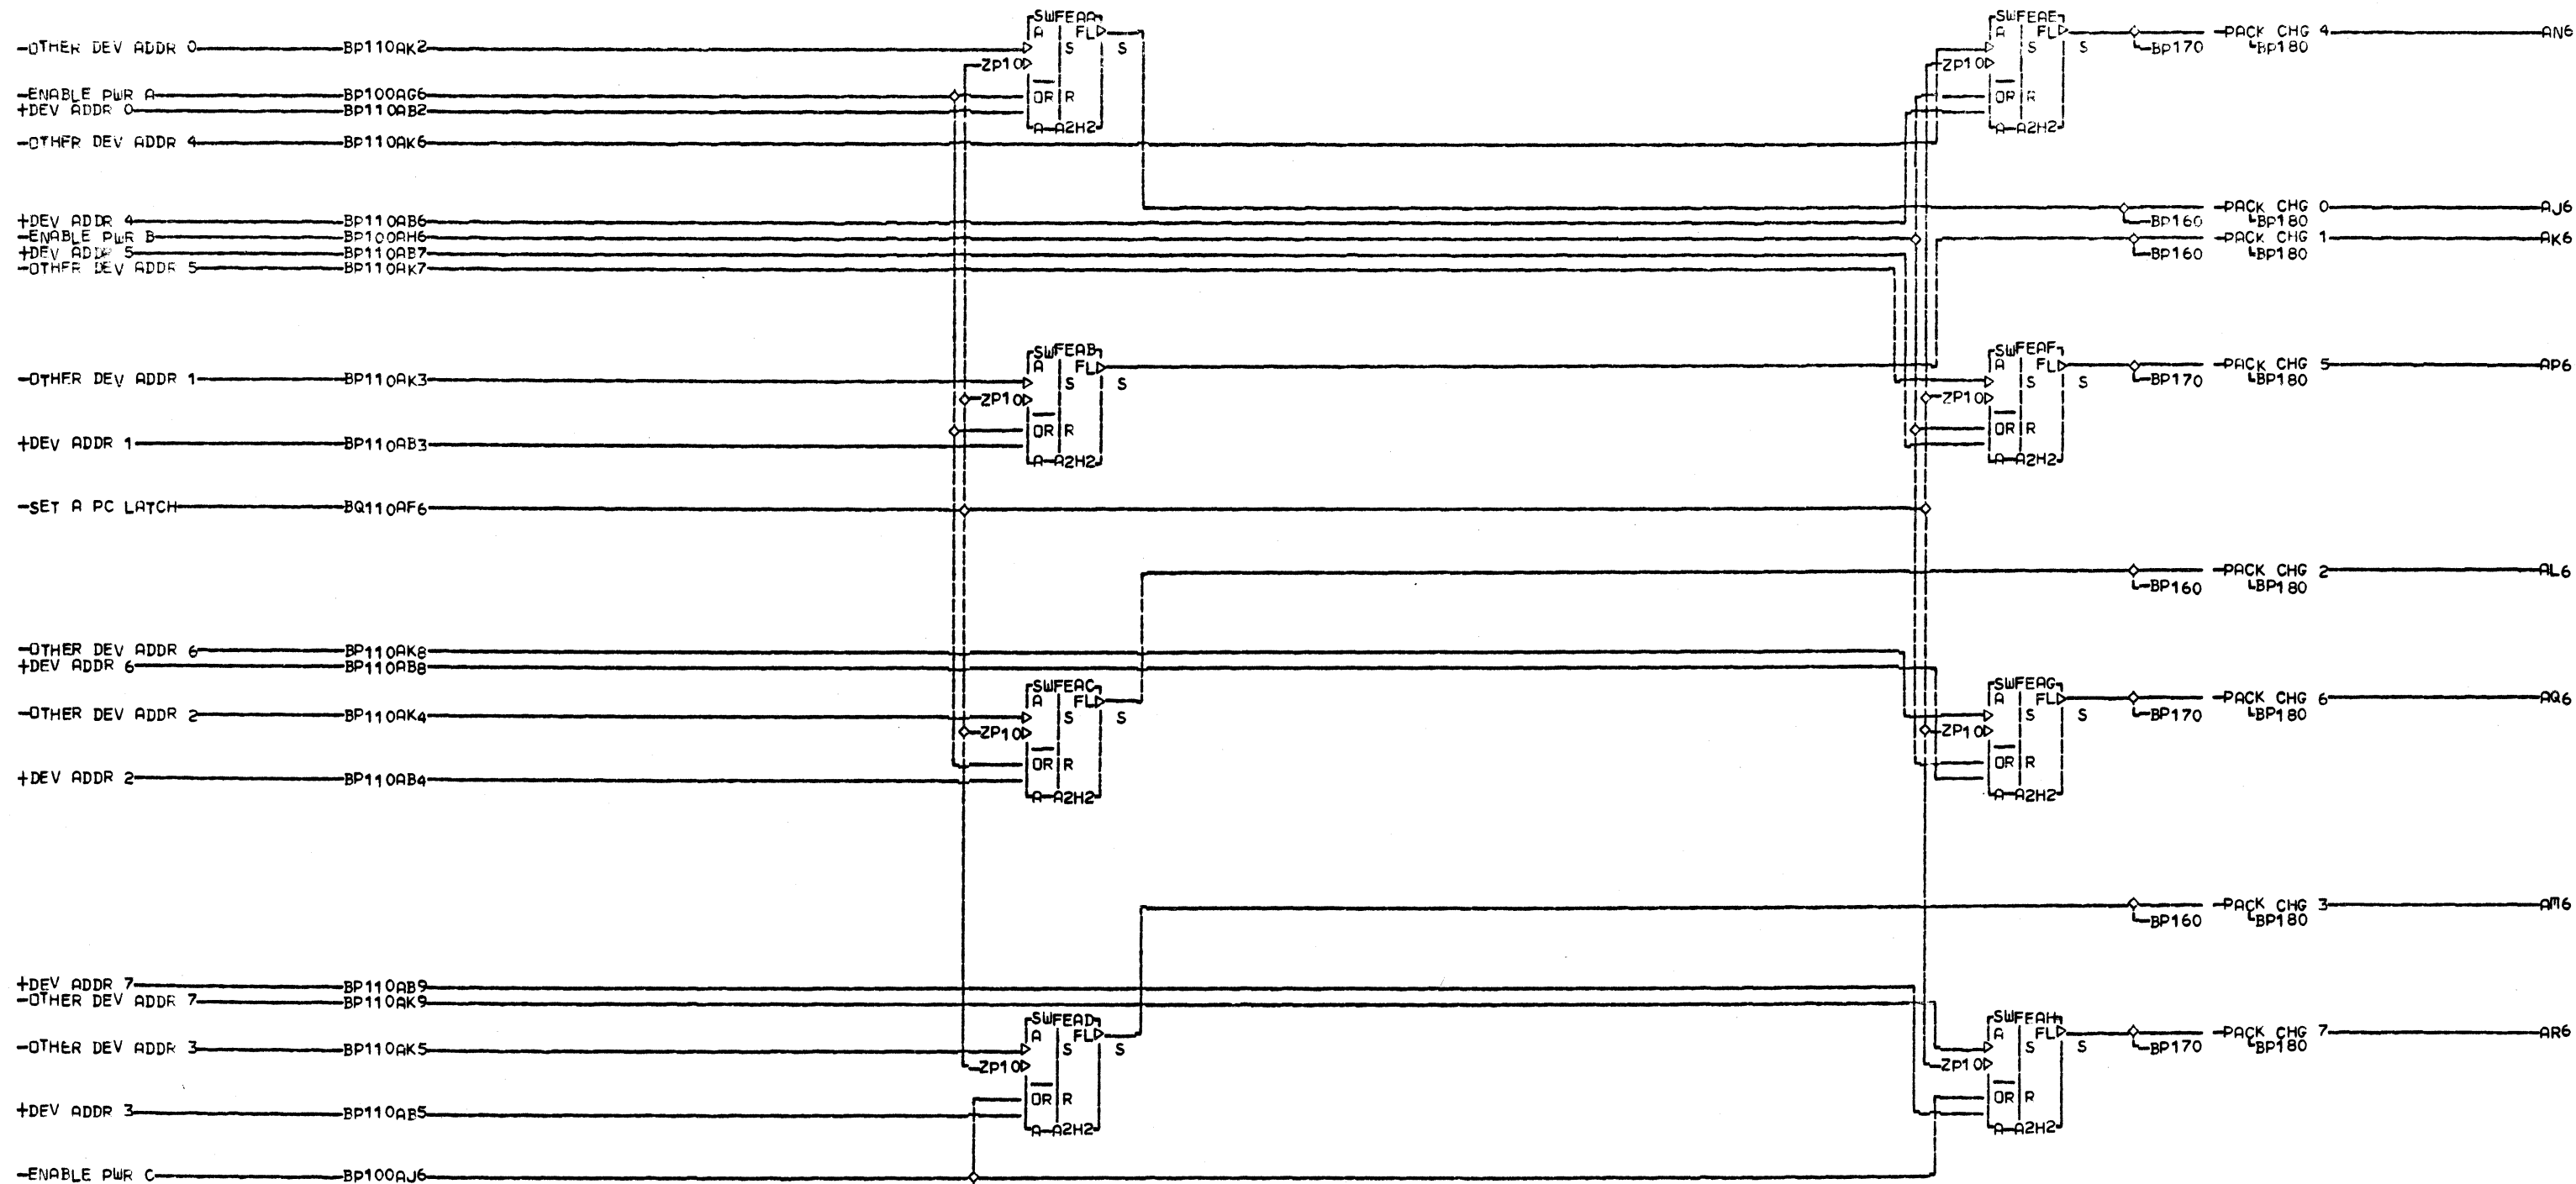 SWFEAA SWFEAE
A FL A FL -PACK CHG 4 AN6
-OTHER DEV ADDR 0 BP110AK2 S S S S BP170 BP180
ZP10 ZP10
-ENABLE PWR A BP100AG6 OR R OR R
+DEV ADDR 0 BP110AB2
A A2H2 A A2H2
-OTHER DEV ADDR 4 BP110AK6
-PACK CHG 0 AJ6
+DEV ADDR 4 BP110AB6 BP160 BP180
-ENABLE PWR B BP100AH6 -PACK CHG 1 AK6
+DEV ADDR 5 BP110AB7 BP160 BP180
-OTHER DEV ADDR 5 BP110AK7
SWFEAB SWFEAF
A FL A FL -PACK CHG 5 AP6
-OTHER DEV ADDR 1 BP110AK3 S S S S BP170 BP180
ZP10 ZP10
OR R OR R
+DEV ADDR 1 BP110AB3
A A2H2 A A2H2
-SET A PC LATCH BQ110AF6
-PACK CHG 2 AL6
BP160 BP180
-OTHER DEV ADDR 6 BP110AK8
+DEV ADDR 6 BP110AB8
SWFEAC SWFEAG
A FL A FL -PACK CHG 6 AQ6
-OTHER DEV ADDR 2 BP110AK4 S S S S BP170 BP180
ZP10 ZP10
OR R OR R
+DEV ADDR 2 BP110AB4
A A2H2 A A2H2
-PACK CHG 3 AM6
BP160 BP180
+DEV ADDR 7 BP110AB9
-OTHER DEV ADDR 7 BP110AK9
SWFEAD SWFEAH
A FL A FL -PACK CHG 7 AR6
-OTHER DEV ADDR 3 BP110AK5 S S S S BP170 BP180
ZP10 ZP10
OR R OR R
+DEV ADDR 3 BP110AB5
A A2H2 A A2H2
-ENABLE PWR C BP100AJ6